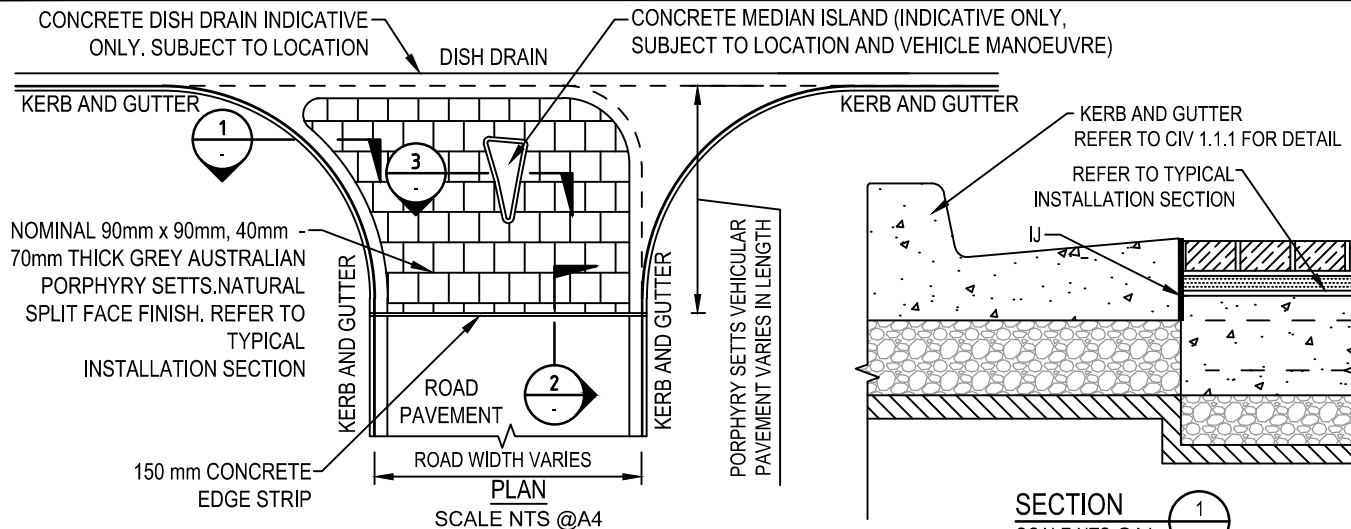 CONCRETE DISH DRAIN INDICATIVE
ONLY. SUBJECT TO LOCATION
DISH DRAIN
CONCRETE MEDIAN ISLAND (INDICATIVE ONLY,
SUBJECT TO LOCATION AND VEHICLE MANOEUVRE)
KERB AND GUTTER
KERB AND GUTTER
1
-
3
-
NOMINAL 90mm x 90mm, 40mm -
70mm THICK GREY AUSTRALIAN
PORPHYRY SETTS.NATURAL
SPLIT FACE FINISH. REFER TO
TYPICAL
INSTALLATION SECTION
KERB AND GUTTER
KERB AND GUTTER
PORPHYRY SETTS VEHICULAR
PAVEMENT VARIES IN LENGTH
2
-
ROAD
PAVEMENT
150 mm CONCRETE
EDGE STRIP
ROAD WIDTH VARIES
PLAN
SCALE NTS @A4
KERB AND GUTTER
REFER TO CIV 1.1.1 FOR DETAIL
REFER TO TYPICAL
INSTALLATION SECTION
IJ
SECTION
1